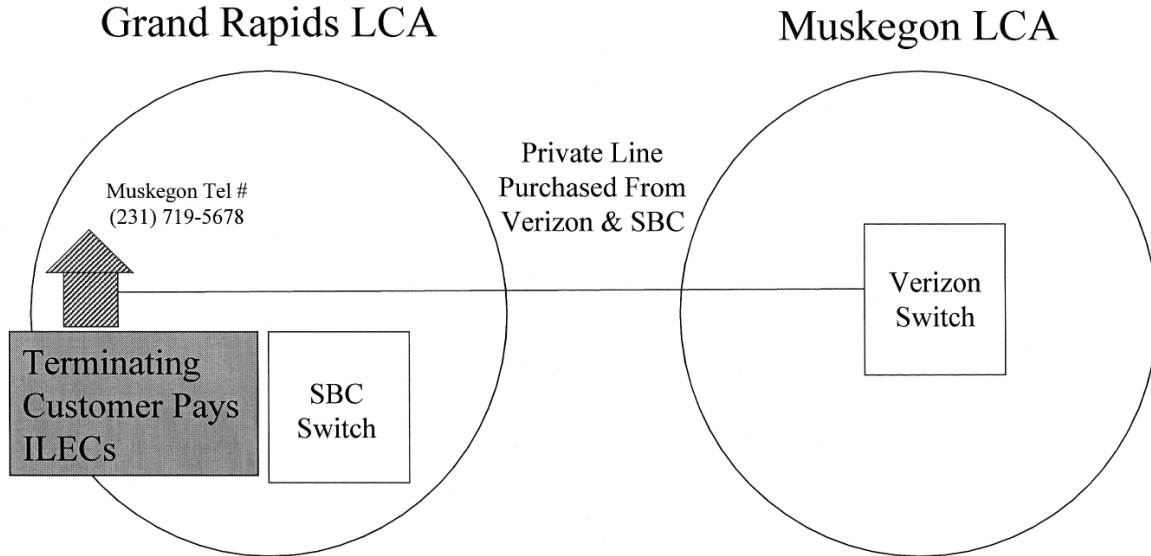 Grand Rapids LCA
Muskegon LCA
Private Line
Purchased From
Verizon & SBC
Muskegon Tel #
(231) 719-5678
Verizon
Switch
Terminating
Customer Pays
ILECs
SBC
Switch